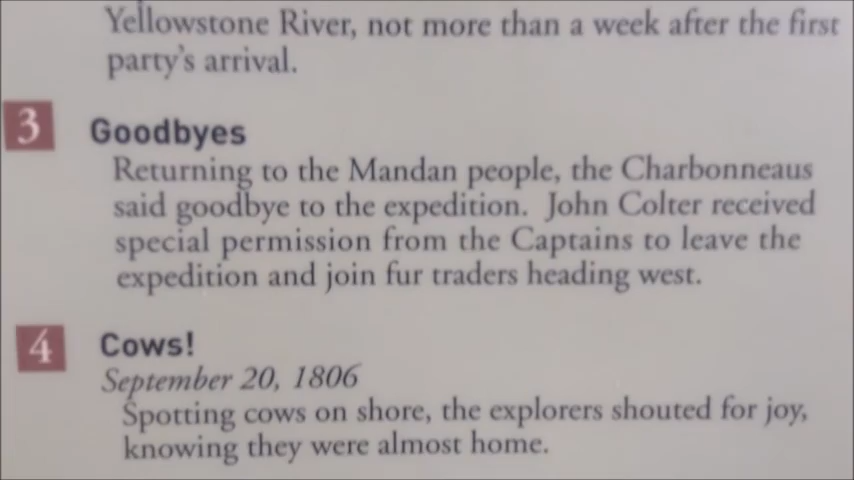 Yellowstone River, not more than a week after the first
party's arrival.
3 Goodbyes
Returning to the Mandan people, the Charbonneaus
said goodbye to the expedition. John Colter received
special permission from the Captains to leave the
expedition and join fur traders heading west.
4 Cows!
September 20, 1806
Spotting cows on shore, the explorers shouted for joy,
knowing they were almost home.